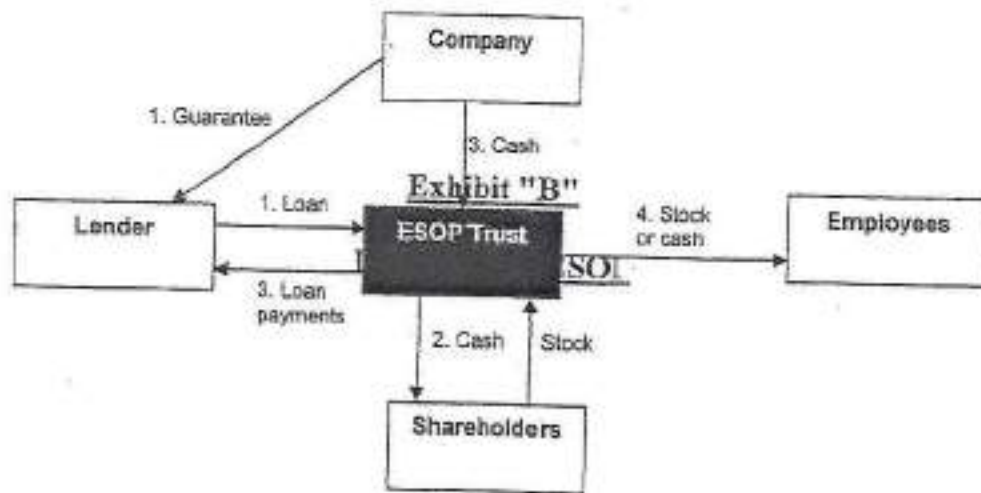 Company
1. Guarantee
3. Cash
Exhibit "B"
Lender
1. Loan
ESOP Trust
4. Stock
or cash
Employees
3. Loan
payments
2. Cash
Stock
Shareholders